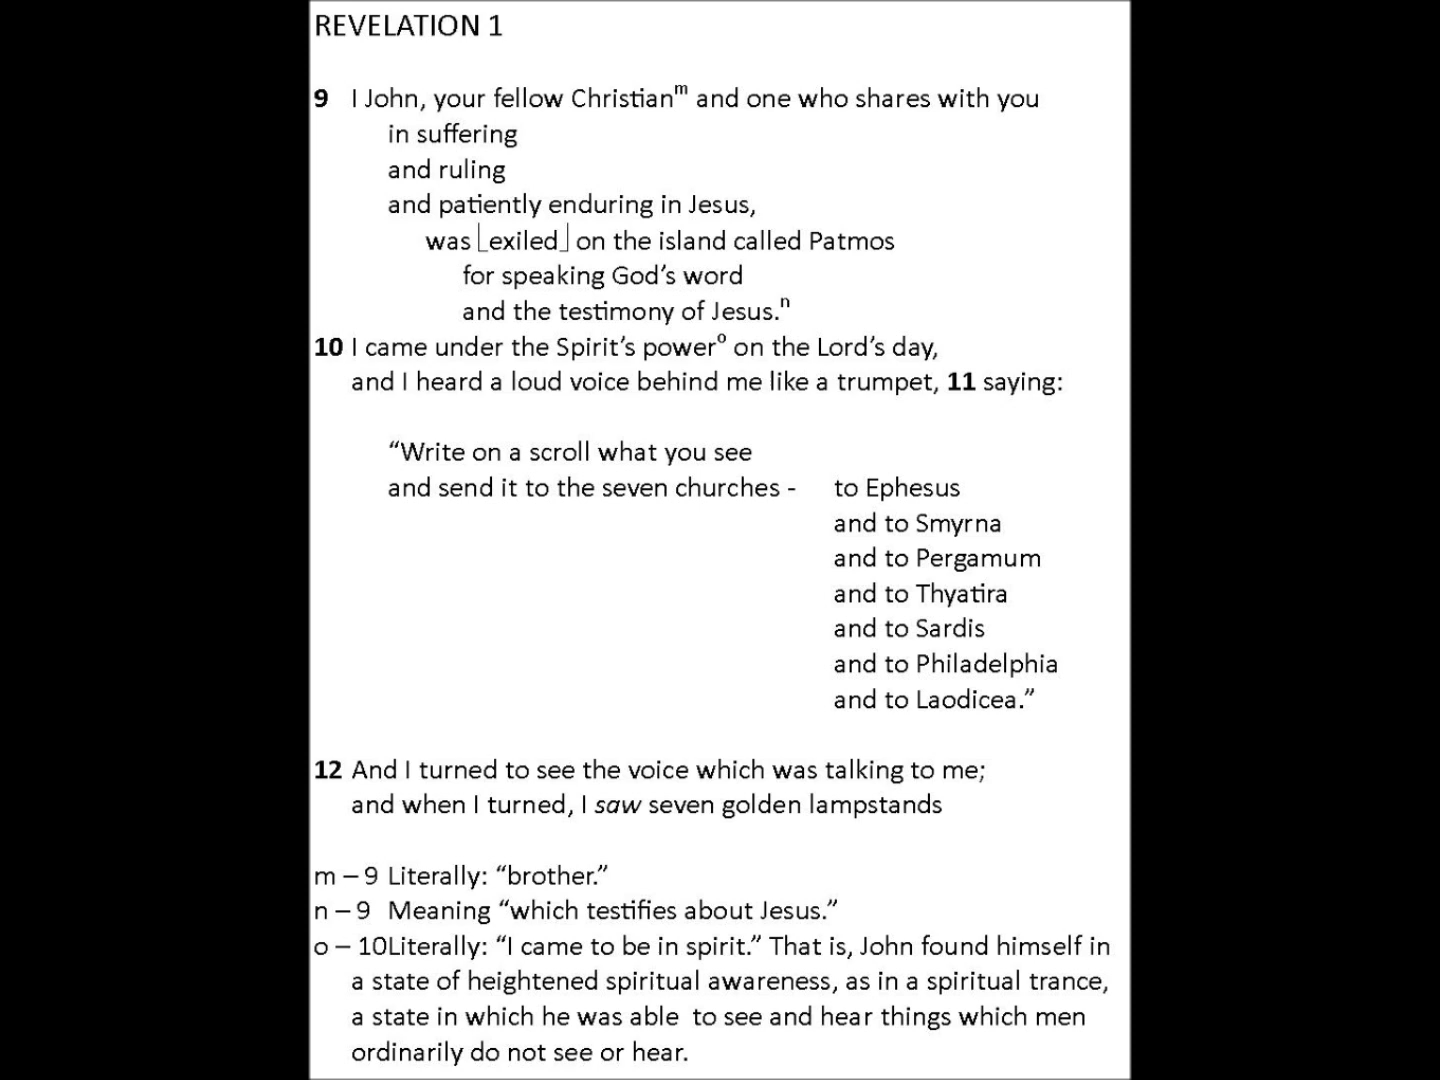 REVELATION 1
9 I John, your fellow Christianᵐ and one who shares with you
in suffering
and ruling
and patiently enduring in Jesus,
was ⌊exiled⌋ on the island called Patmos
for speaking God’s word
and the testimony of Jesus.ⁿ
10 I came under the Spirit’s powerᵒ on the Lord’s day,
and I heard a loud voice behind me like a trumpet, 11 saying:
“Write on a scroll what you see
and send it to the seven churches - to Ephesus
and to Smyrna
and to Pergamum
and to Thyatira
and to Sardis
and to Philadelphia
and to Laodicea.”
12 And I turned to see the voice which was talking to me;
and when I turned, I saw seven golden lampstands
m – 9 Literally: “brother.”
n – 9 Meaning “which testifies about Jesus.”
o – 10Literally: “I came to be in spirit.” That is, John found himself in
a state of heightened spiritual awareness, as in a spiritual trance,
a state in which he was able to see and hear things which men
ordinarily do not see or hear.